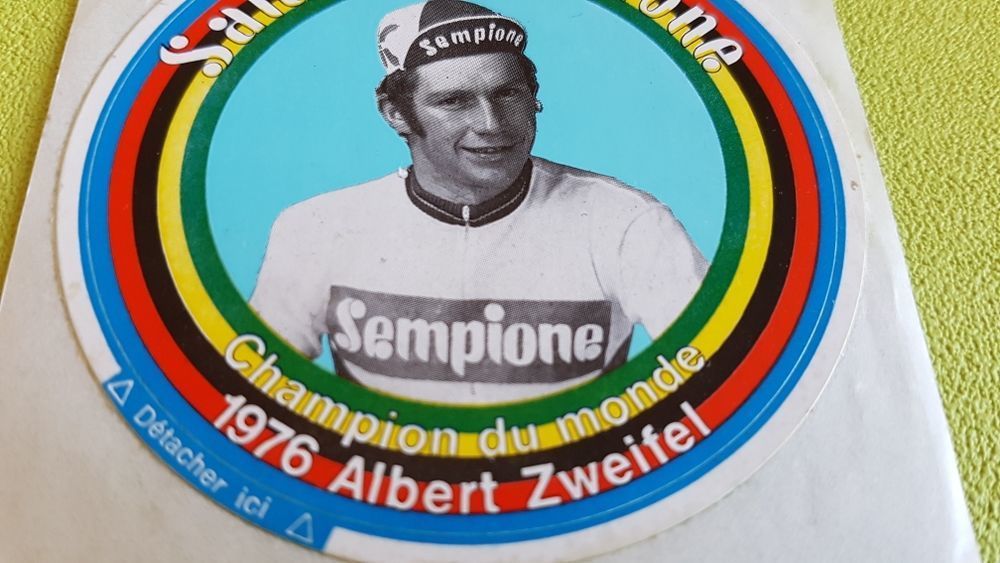 Sempione
Sempione
Champion du monde
1976 Albert Zweifel
△ Détacher ici △